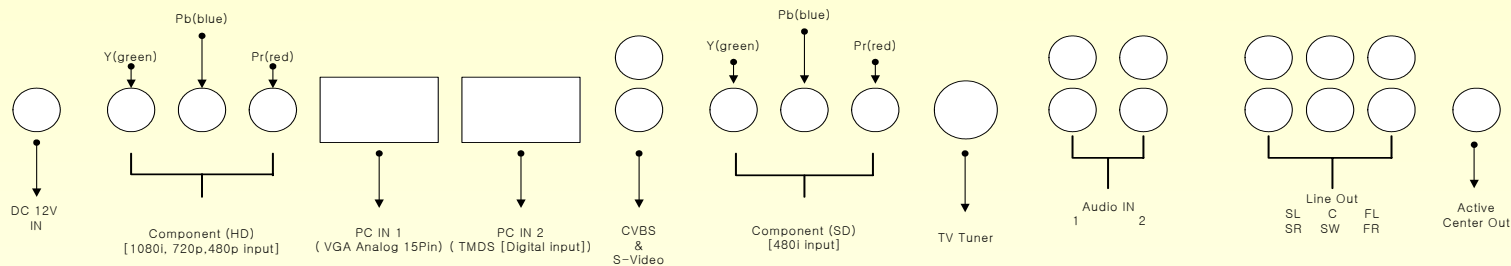 Pb(blue)
Y(green)
Pr(red)
Pb(blue)
Y(green)
Pr(red)
DC 12V
IN
Component (HD)
[1080i, 720p,480p input]
PC IN 1
( VGA Analog 15Pin)
PC IN 2
( TMDS [Digital input])
CVBS
&
S-Video
Component (SD)
[480i input]
TV Tuner
Audio IN
1 2
Line Out
SL C FL
SR SW FR
Active
Center Out